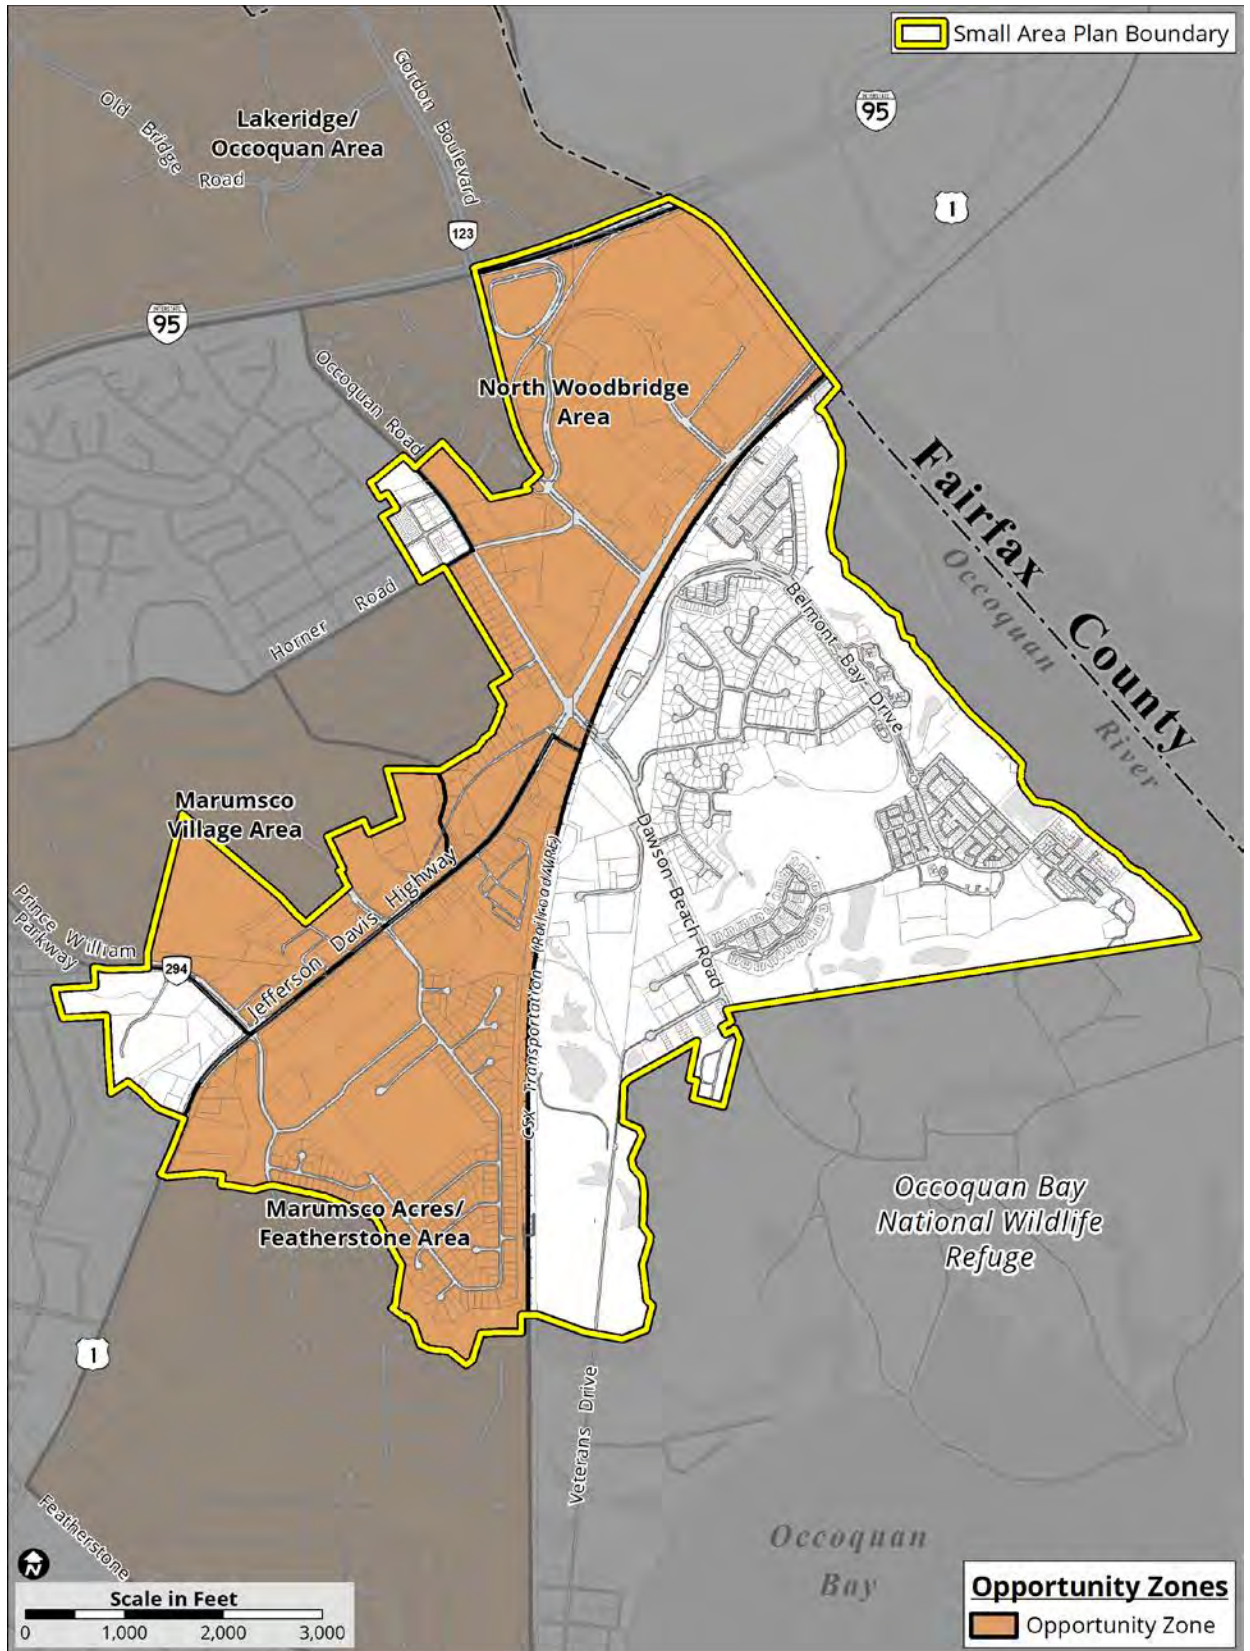 Small Area Plan Boundary
95
1
Lakeridge/
Occoquan Area
Gordon Boulevard
Old Bridge Road
123
95
Occoquan Road
North Woodbridge
Area
Fairfax County
Occoquan River
Horner Road
Belmont Bay Drive
Marumsco
Village Area
Jefferson Davis Highway
Dawson Beach Road
CSX Transportation (Railroad/VRE)
Prince William
Parkway
294
Occoquan Bay
National Wildlife
Refuge
Marumsco Acres/
Featherstone Area
1
Veterans Drive
Featherstone
Occoquan
Bay
N
Scale in Feet
0 1,000 2,000 3,000
Opportunity Zones
Opportunity Zone